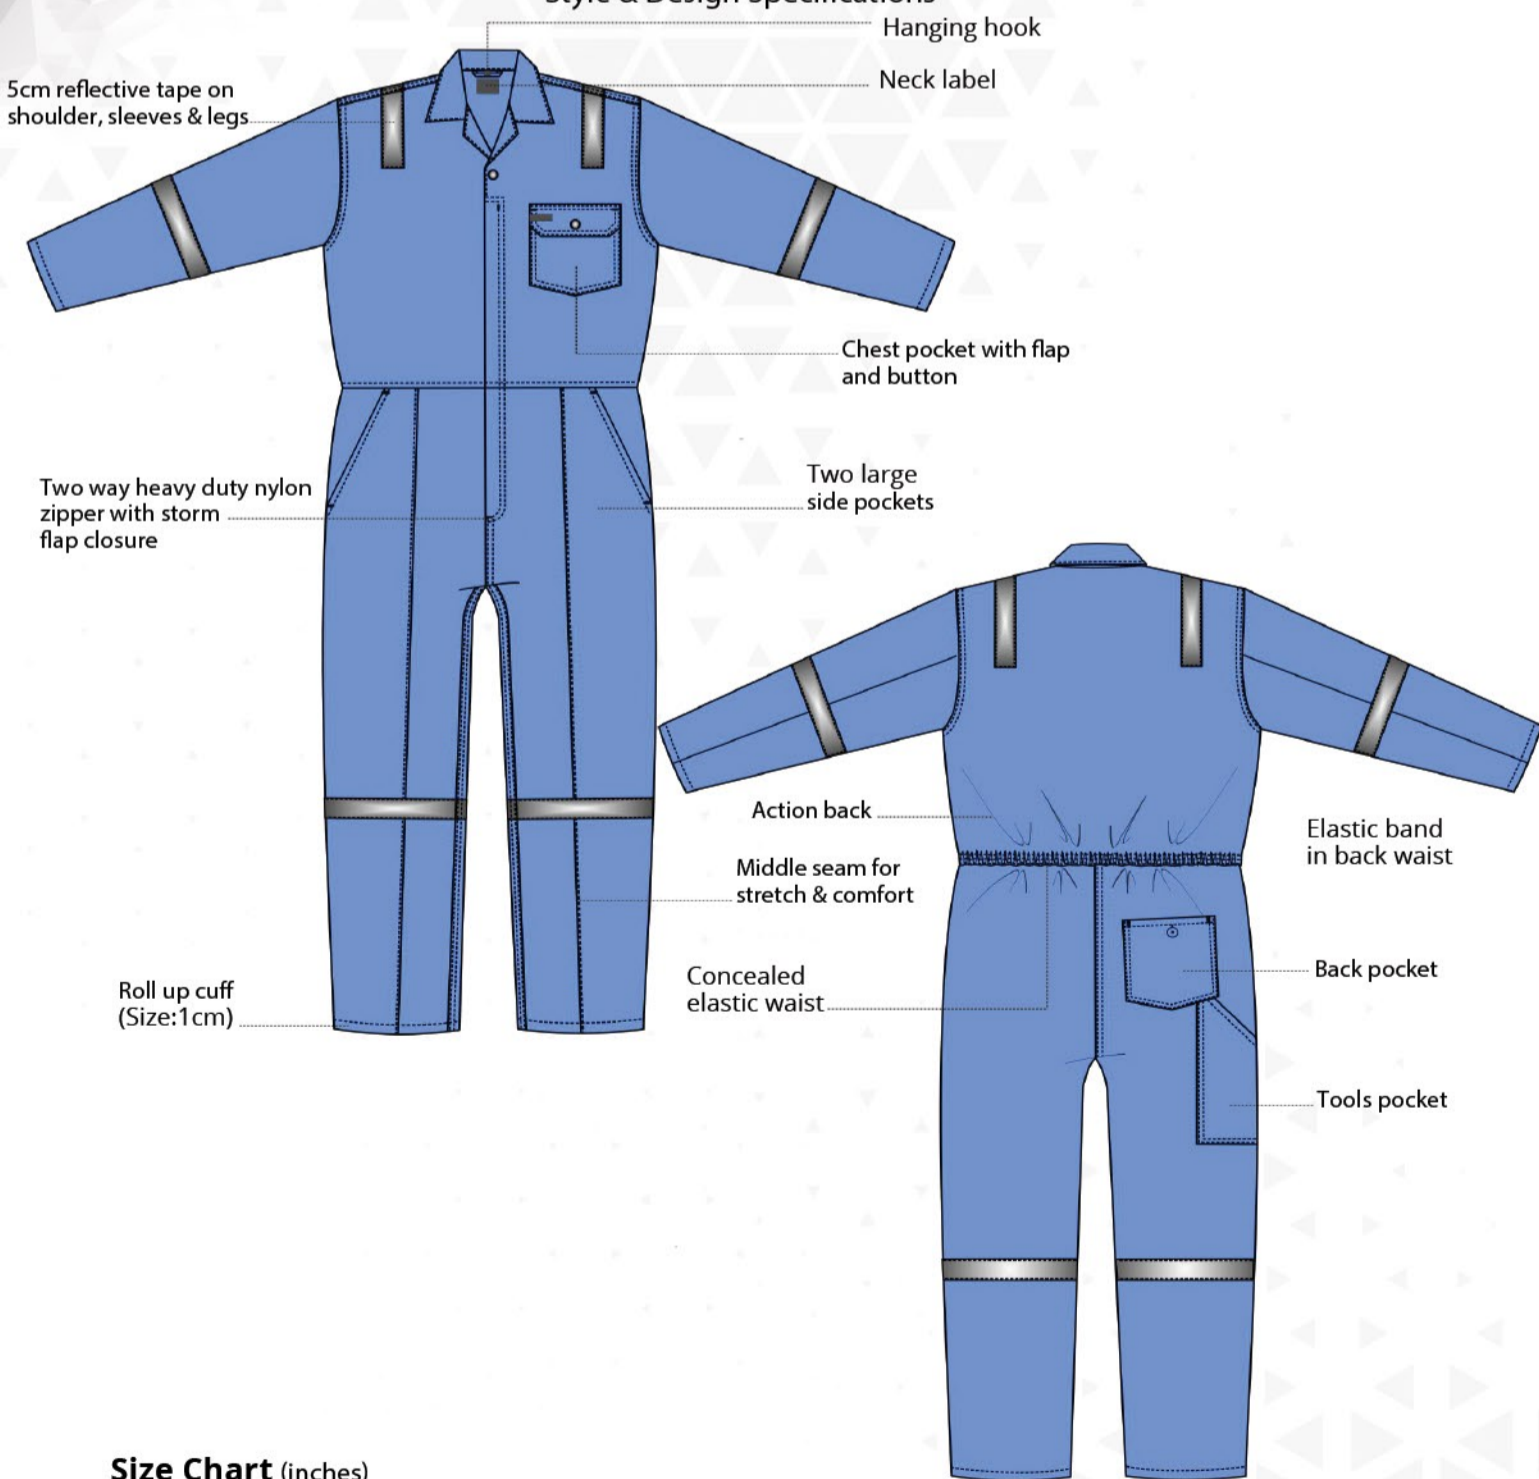 Style & Design Specifications
Hanging hook
Neck label
5cm reflective tape on
shoulder, sleeves & legs
Chest pocket with flap
and button
Two way heavy duty nylon
zipper with storm
flap closure
Two large
side pockets
Action back
Elastic band
in back waist
Middle seam for
stretch & comfort
Concealed
elastic waist
Back pocket
Roll up cuff
(Size:1cm)
Tools pocket
Size Chart (inches)